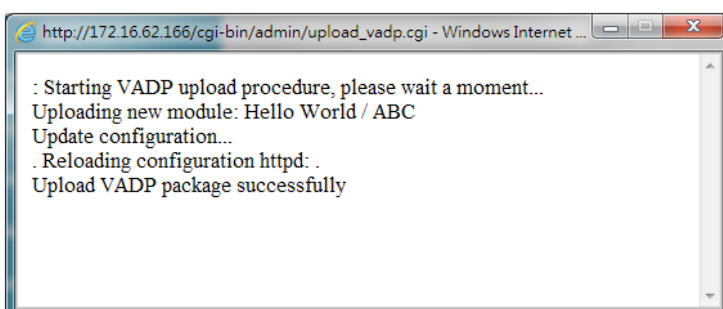 http://172.16.62.166/cgi-bin/admin/upload_vadp.cgi - Windows Internet ...
: Starting VADP upload procedure, please wait a moment...
Uploading new module: Hello World / ABC
Update configuration...
. Reloading configuration httpd: .
Upload VADP package successfully